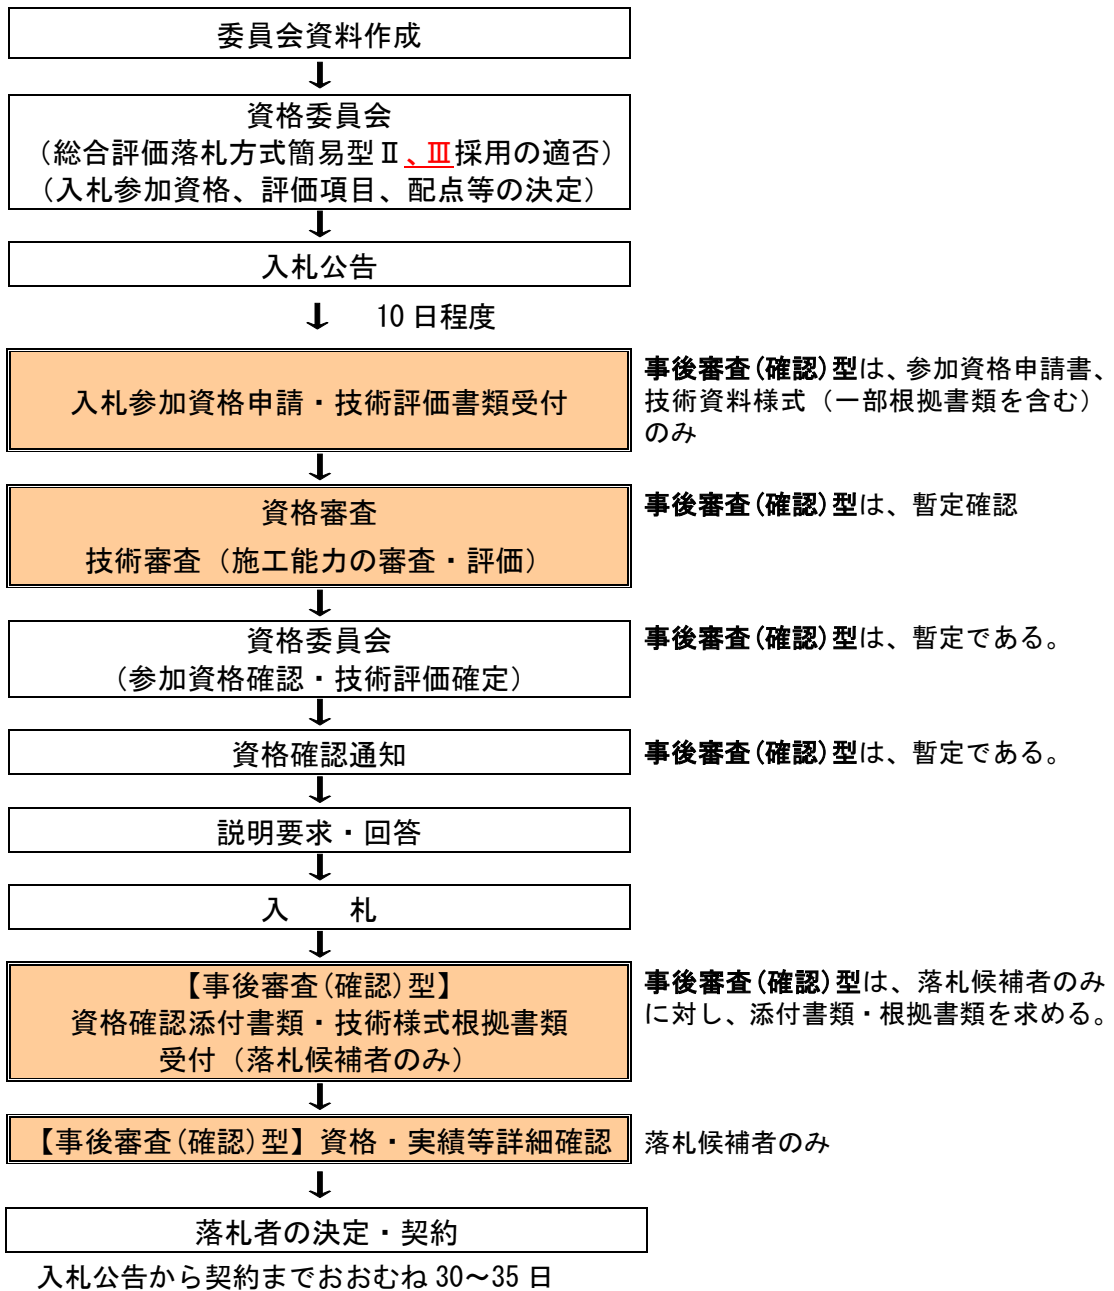 委員会資料作成
↓
資格委員会
（総合評価落札方式簡易型Ⅱ、Ⅲ採用の適否）
（入札参加資格、評価項目、配点等の決定）
↓
入札公告
↓ 10 日程度
入札参加資格申請・技術評価書類受付
事後審査(確認)型は、参加資格申請書、
技術資料様式（一部根拠書類を含む）
のみ
↓
資格審査
技術審査（施工能力の審査・評価）
事後審査(確認)型は、暫定確認
↓
資格委員会
（参加資格確認・技術評価確定）
事後審査(確認)型は、暫定である。
↓
資格確認通知
事後審査(確認)型は、暫定である。
↓
説明要求・回答
↓
入　　札
↓
【事後審査(確認)型】
資格確認添付書類・技術様式根拠書類
受付（落札候補者のみ）
事後審査(確認)型は、落札候補者のみ
に対し、添付書類・根拠書類を求める。
↓
【事後審査(確認)型】資格・実績等詳細確認
落札候補者のみ
↓
落札者の決定・契約
入札公告から契約までおおむね 30～35 日